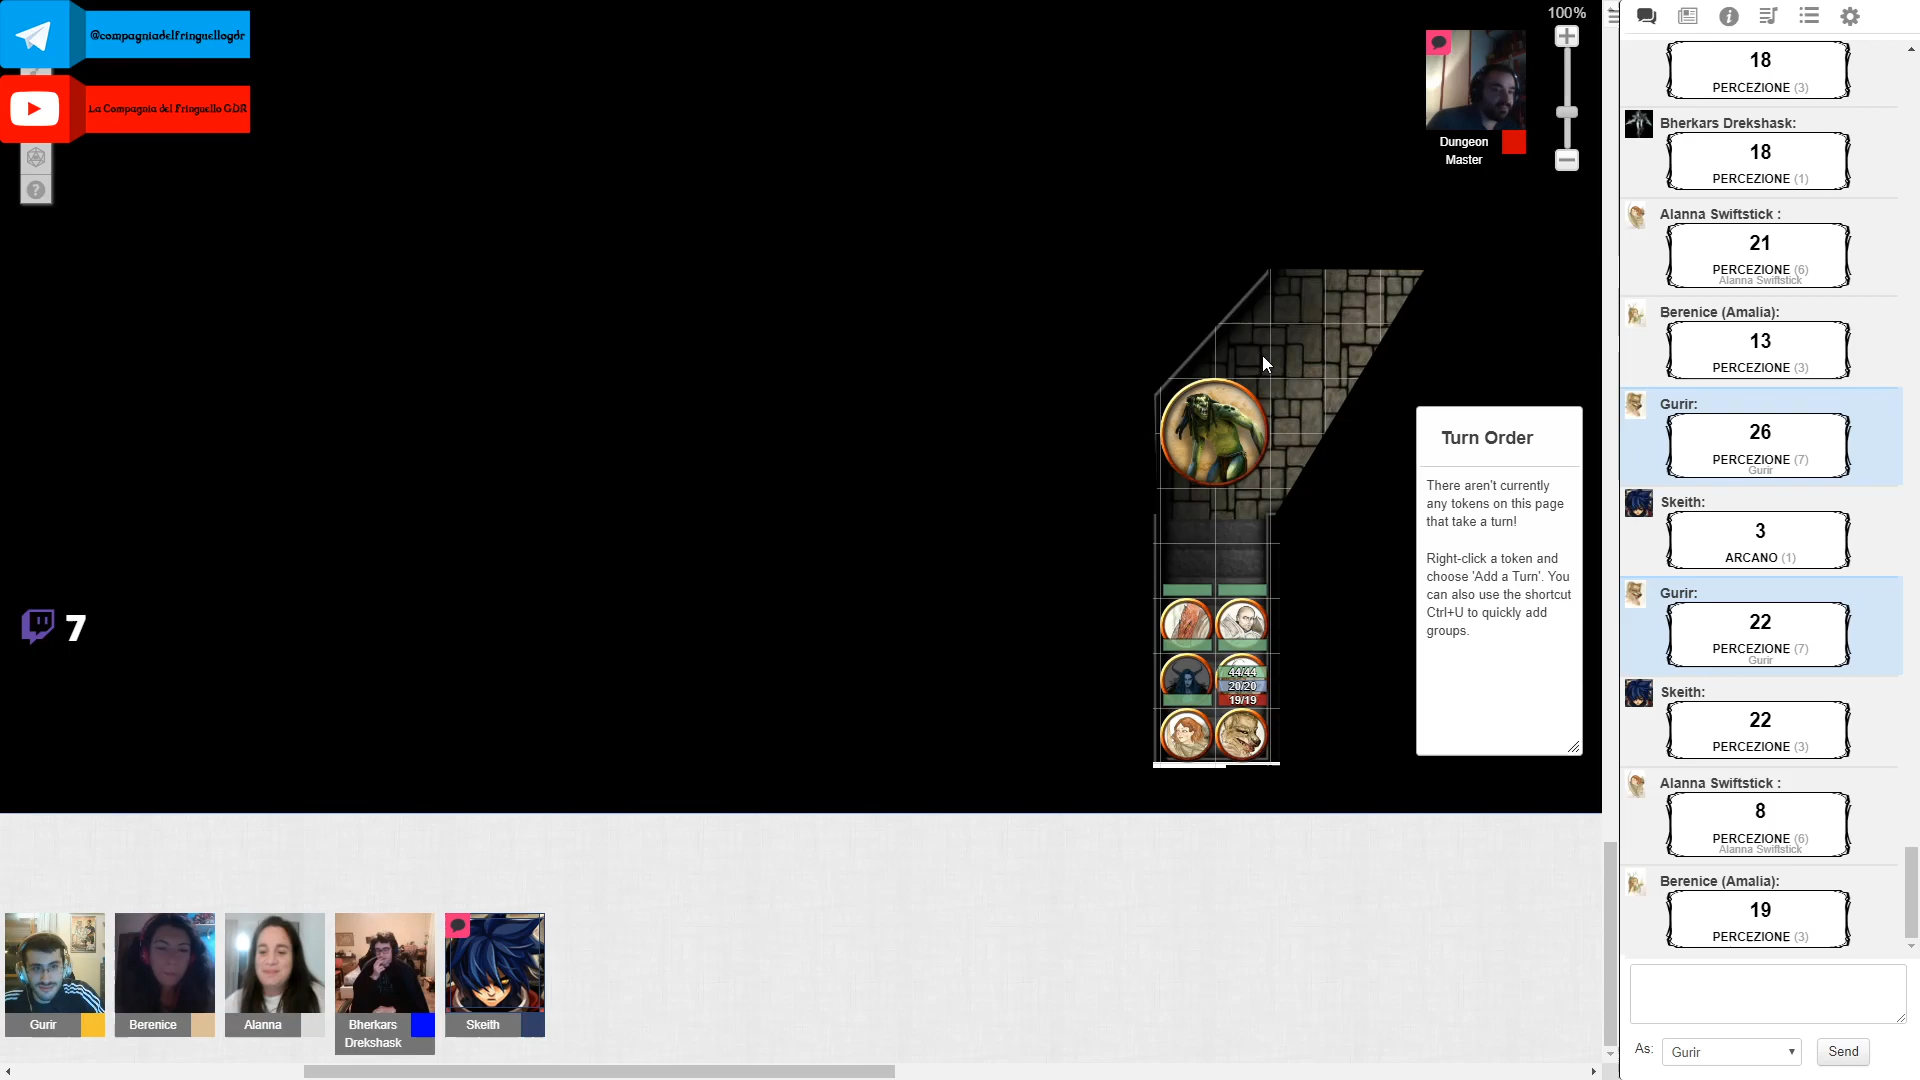 @compagniadelfringuellogdr
La Compagnia del Fringuello GDR
7
100%
Dungeon
Master
Turn Order
There aren't currently
any tokens on this page
that take a turn!
Right-click a token and
choose 'Add a Turn'. You
can also use the shortcut
Ctrl+U to quickly add
groups.
44/44
20/20
19/19
Gurir
Berenice
Alanna
Bherkars
Drekshask
Skeith
18
PERCEZIONE (3)
Bherkars Drekshask:
18
PERCEZIONE (1)
Alanna Swiftstick :
21
PERCEZIONE (6)
Alanna Swiftstick
Berenice (Amalia):
13
PERCEZIONE (3)
Gurir:
26
PERCEZIONE (7)
Gurir
Skeith:
3
ARCANO (1)
Gurir:
22
PERCEZIONE (7)
Gurir
Skeith:
22
PERCEZIONE (3)
Alanna Swiftstick :
8
PERCEZIONE (6)
Alanna Swiftstick
Berenice (Amalia):
19
PERCEZIONE (3)
As:
Gurir
Send